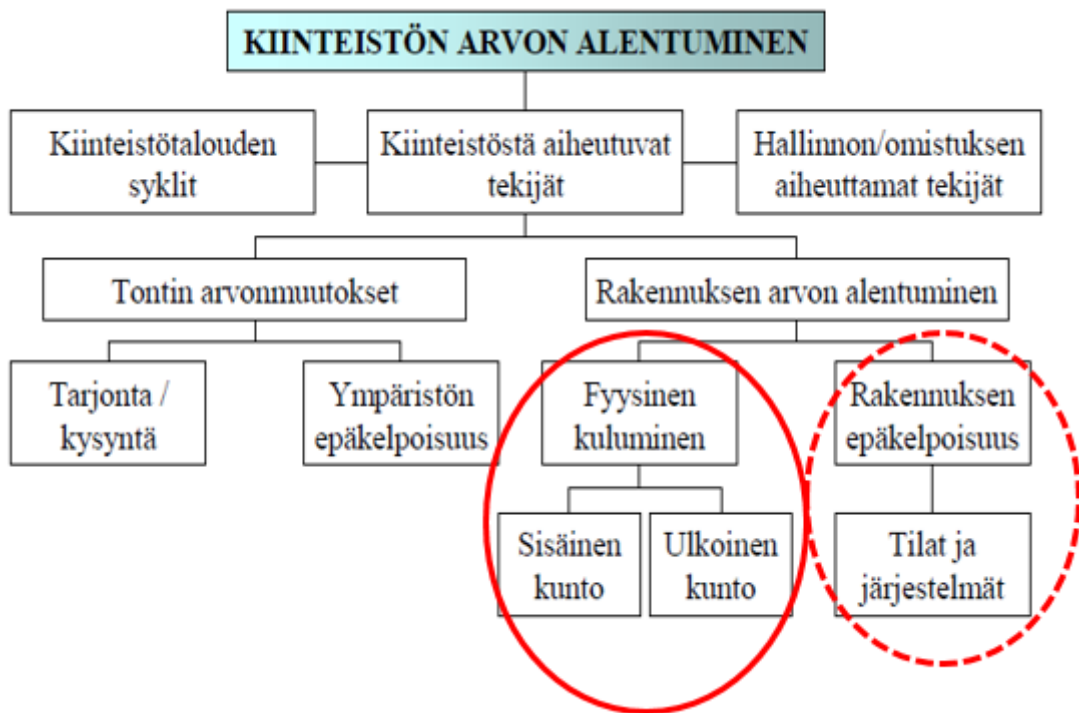 KIINTEISTÖN ARVON ALENTUMINEN
Kiinteistötalouden
syklit
Kiinteistöstä aiheutuvat
tekijät
Hallinnon/omistuksen
aiheuttamat tekijät
Tontin arvonmuutokset
Rakennuksen arvon alentuminen
Tarjonta /
kysyntä
Ympäristön
epäkelpoisuus
Fyysinen
kuluminen
Rakennuksen
epäkelpoisuus
Sisäinen
kunto
Ulkoinen
kunto
Tilat ja
järjestelmät